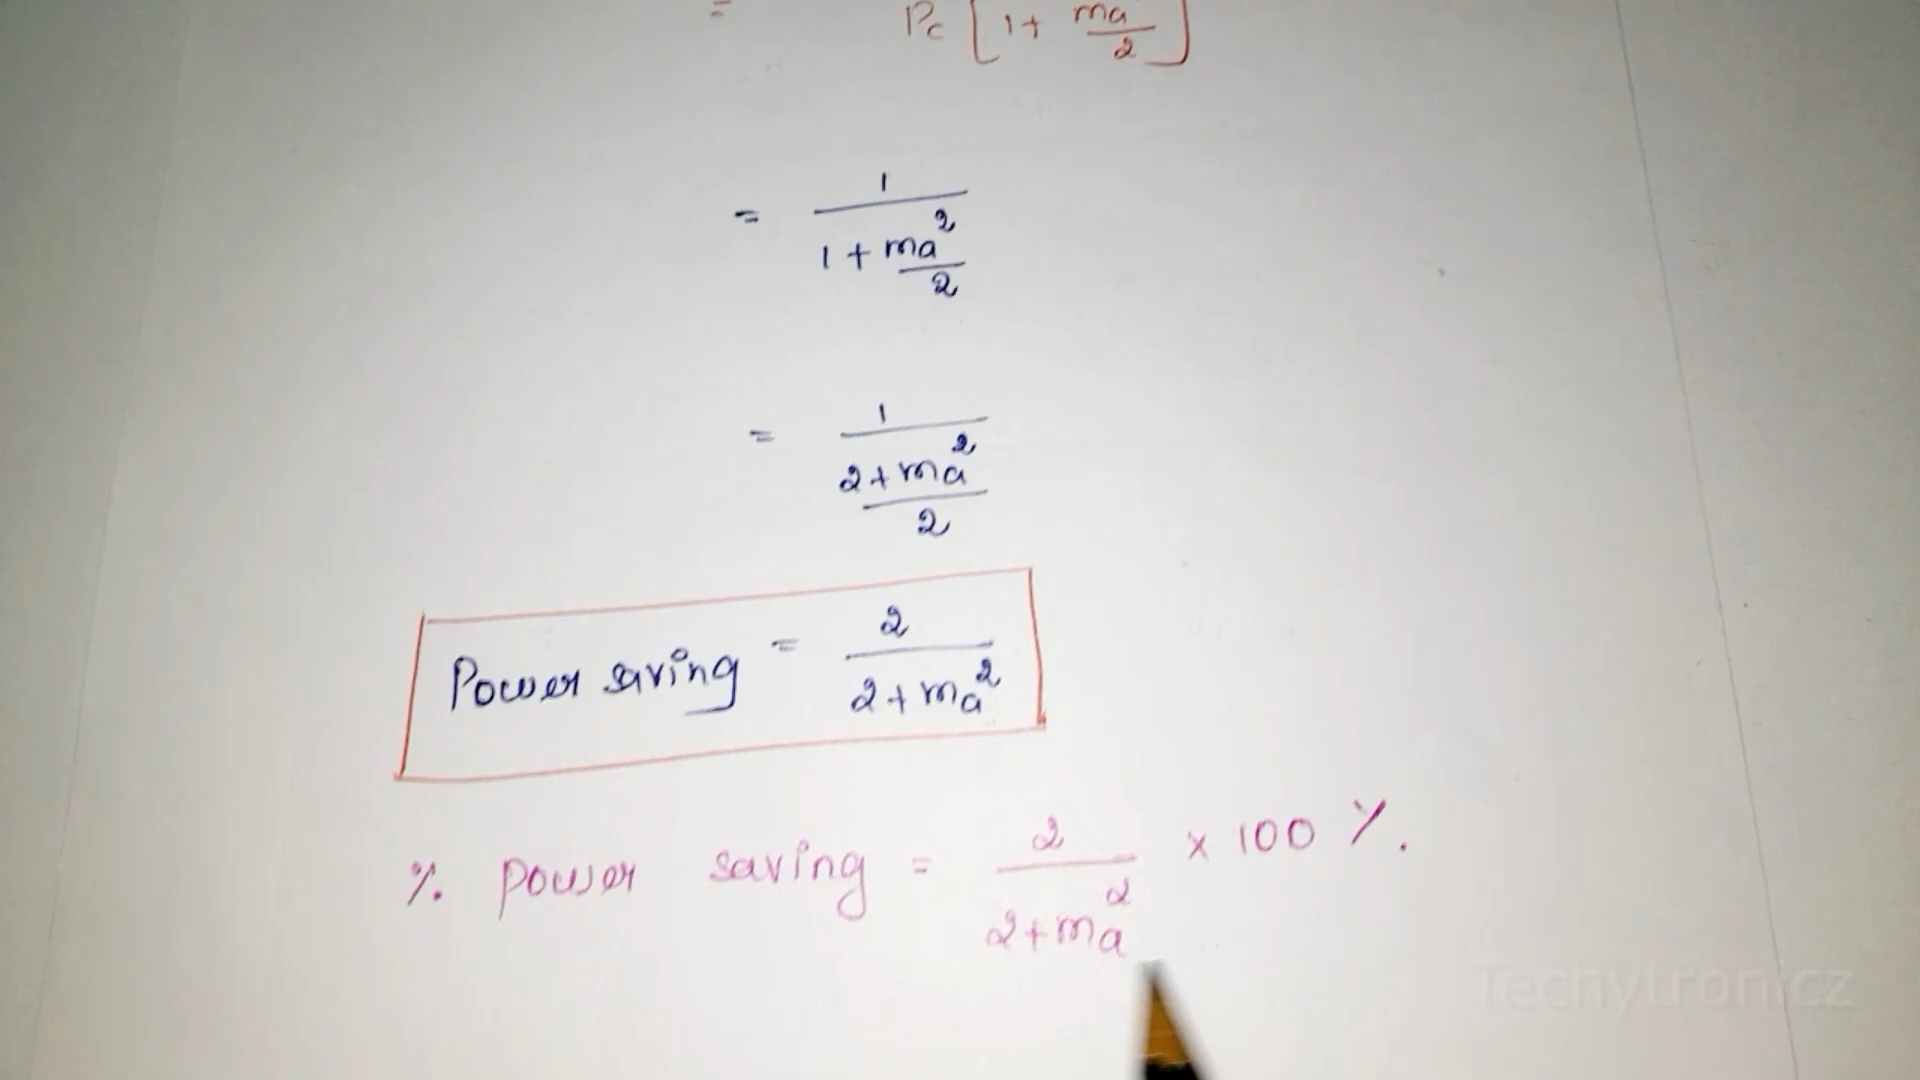 = Pc [ 1 + ma/2 ]
= 1 / (1 + ma²/2)
= 1 / ((2 + ma²)/2)
Power saving = 2 / (2 + ma²)
% power saving = 2 / (2 + ma²) × 100 %.
Techytronicz